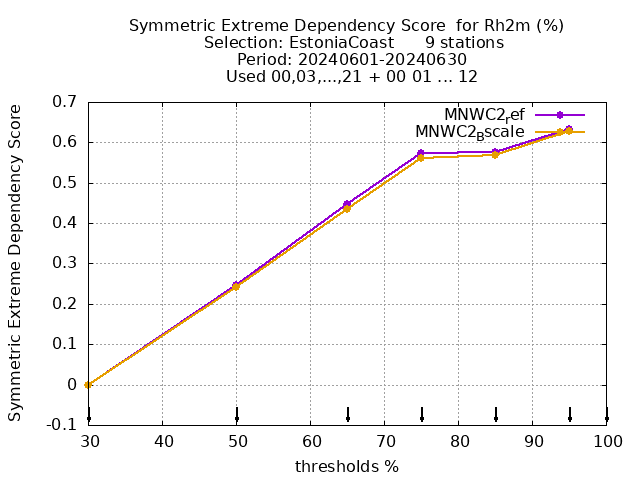 Symmetric Extreme Dependency Score  for Rh2m (%)
Selection: EstoniaCoast      9 stations
Period: 20240601-20240630
Used 00,03,...,21 + 00 01 ... 12
Symmetric Extreme Dependency Score
0.7
0.6
0.5
0.4
0.3
0.2
0.1
0
-0.1
MNWC2ref
MNWC2Bscale
30 40 50 60 70 80 90 100
thresholds %